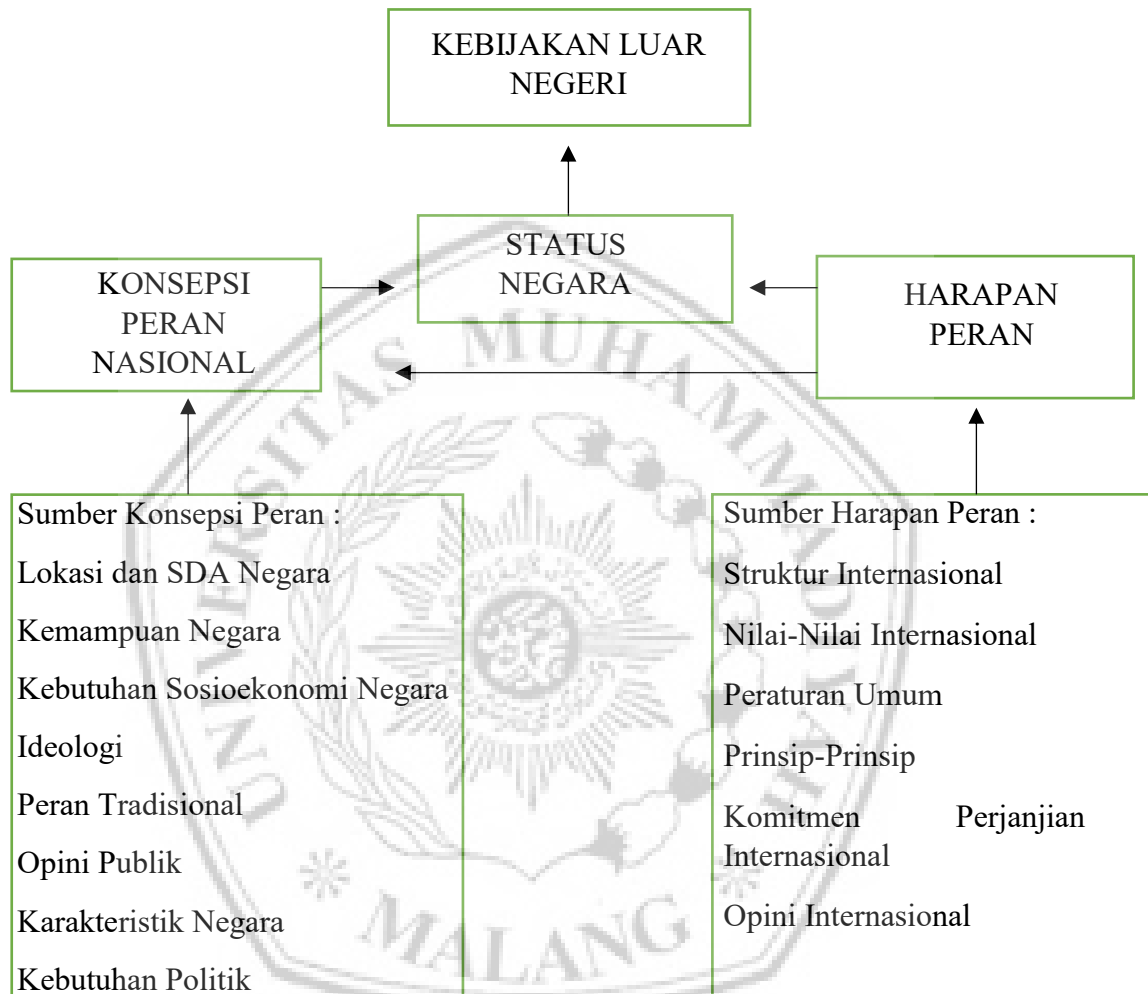 KEBIJAKAN LUAR
NEGERI
STATUS
NEGARA
KONSEPSI
PERAN
NASIONAL
HARAPAN
PERAN
Sumber Konsepsi Peran :
Lokasi dan SDA Negara
Kemampuan Negara
Kebutuhan Sosioekonomi Negara
Ideologi
Peran Tradisional
Opini Publik
Karakteristik Negara
Kebutuhan Politik
Sumber Harapan Peran :
Struktur Internasional
Nilai-Nilai Internasional
Peraturan Umum
Prinsip-Prinsip
Komitmen Perjanjian
Internasional
Opini Internasional
UNIVERSITAS MUHAMMADIYAH
MALANG